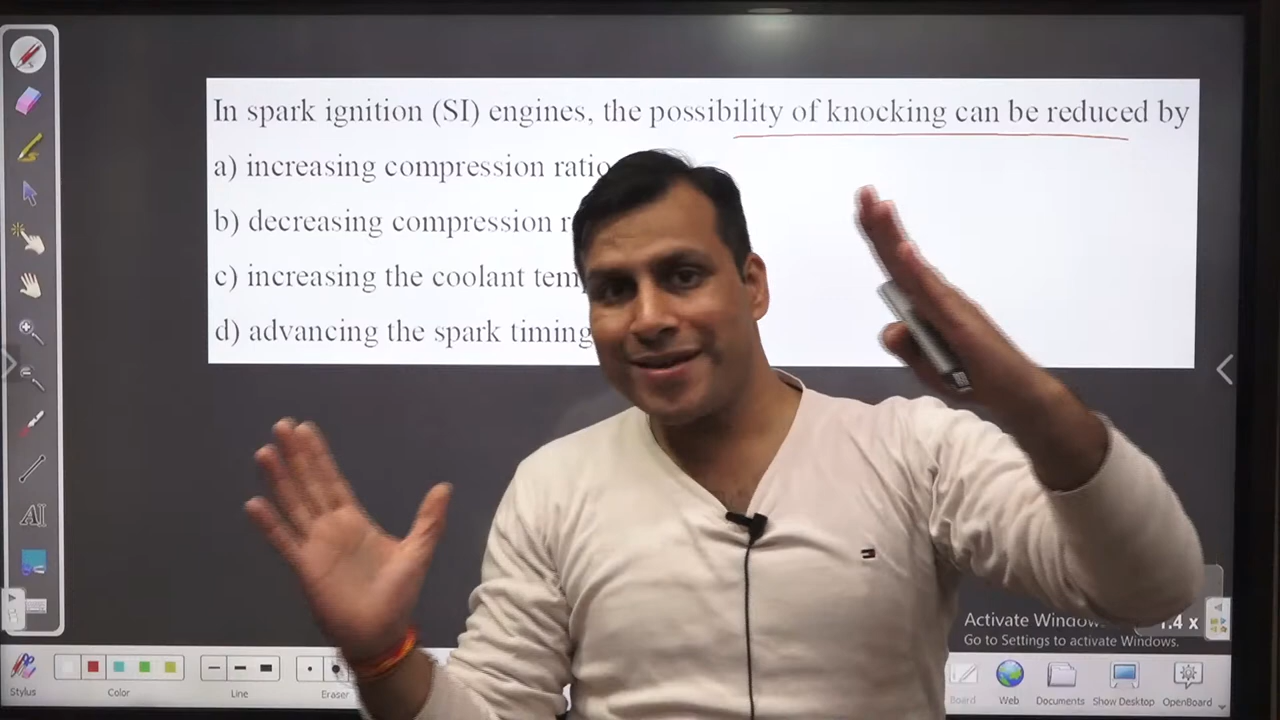 In spark ignition (SI) engines, the possibility of knocking can be reduced by
a) increasing compression ratio
b) decreasing compression
c) increasing the coolant
d) advancing the spark timing
Activate Windows
Go to Settings to activate Windows.
1.4 x
AI
Stylus
Color
Line
Eraser
Board
Web
Documents
Show Desktop
OpenBoard